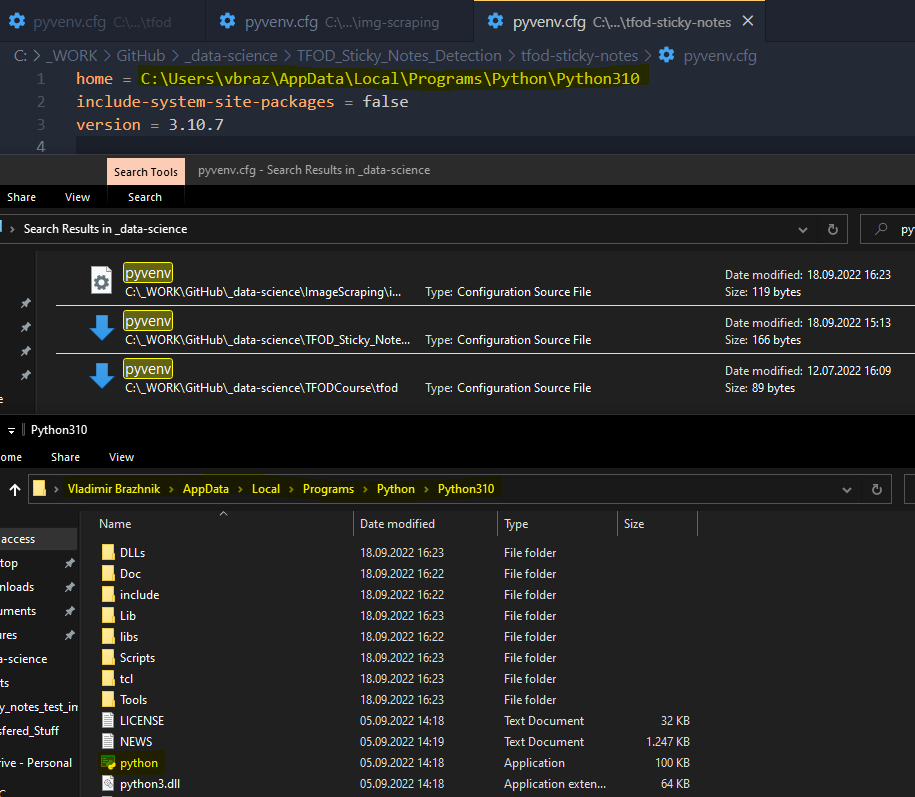 pyvenv.cfg C:\...\tfod pyvenv.cfg C:\...\img-scraping pyvenv.cfg C:\...\tfod-sticky-notes
C: > _WORK > GitHub > _data-science > TFOD_Sticky_Notes_Detection > tfod-sticky-notes > pyvenv.cfg
1 home = C:\Users\vbraz\AppData\Local\Programs\Python\Python310
2 include-system-site-packages = false
3 version = 3.10.7
4
Search Tools pyvenv.cfg - Search Results in _data-science
Share View Search
Search Results in _data-science py
pyvenv Date modified: 18.09.2022 16:23
C:\_WORK\GitHub\_data-science\ImageScraping\i... Type: Configuration Source File Size: 119 bytes
pyvenv Date modified: 18.09.2022 15:13
C:\_WORK\GitHub\_data-science\TFOD_Sticky_Note... Type: Configuration Source File Size: 166 bytes
pyvenv Date modified: 12.07.2022 16:09
C:\_WORK\GitHub\_data-science\TFODCourse\tfod Type: Configuration Source File Size: 89 bytes
e
Python310
ome Share View
Vladimir Brazhnik > AppData > Local > Programs > Python > Python310
Name Date modified Type Size
access
DLLs 18.09.2022 16:23 File folder
top
Doc 18.09.2022 16:22 File folder
nloads
include 18.09.2022 16:22 File folder
uments
Lib 18.09.2022 16:23 File folder
ures
libs 18.09.2022 16:22 File folder
a-science
Scripts 18.09.2022 16:23 File folder
ts
tcl 18.09.2022 16:23 File folder
y_notes_test_im
Tools 18.09.2022 16:23 File folder
sfered_Stuff
LICENSE 05.09.2022 14:18 Text Document 32 KB
NEWS 05.09.2022 14:19 Text Document 1.247 KB
rive - Personal
python 05.09.2022 14:18 Application 100 KB
python3.dll 05.09.2022 14:18 Application exten... 64 KB